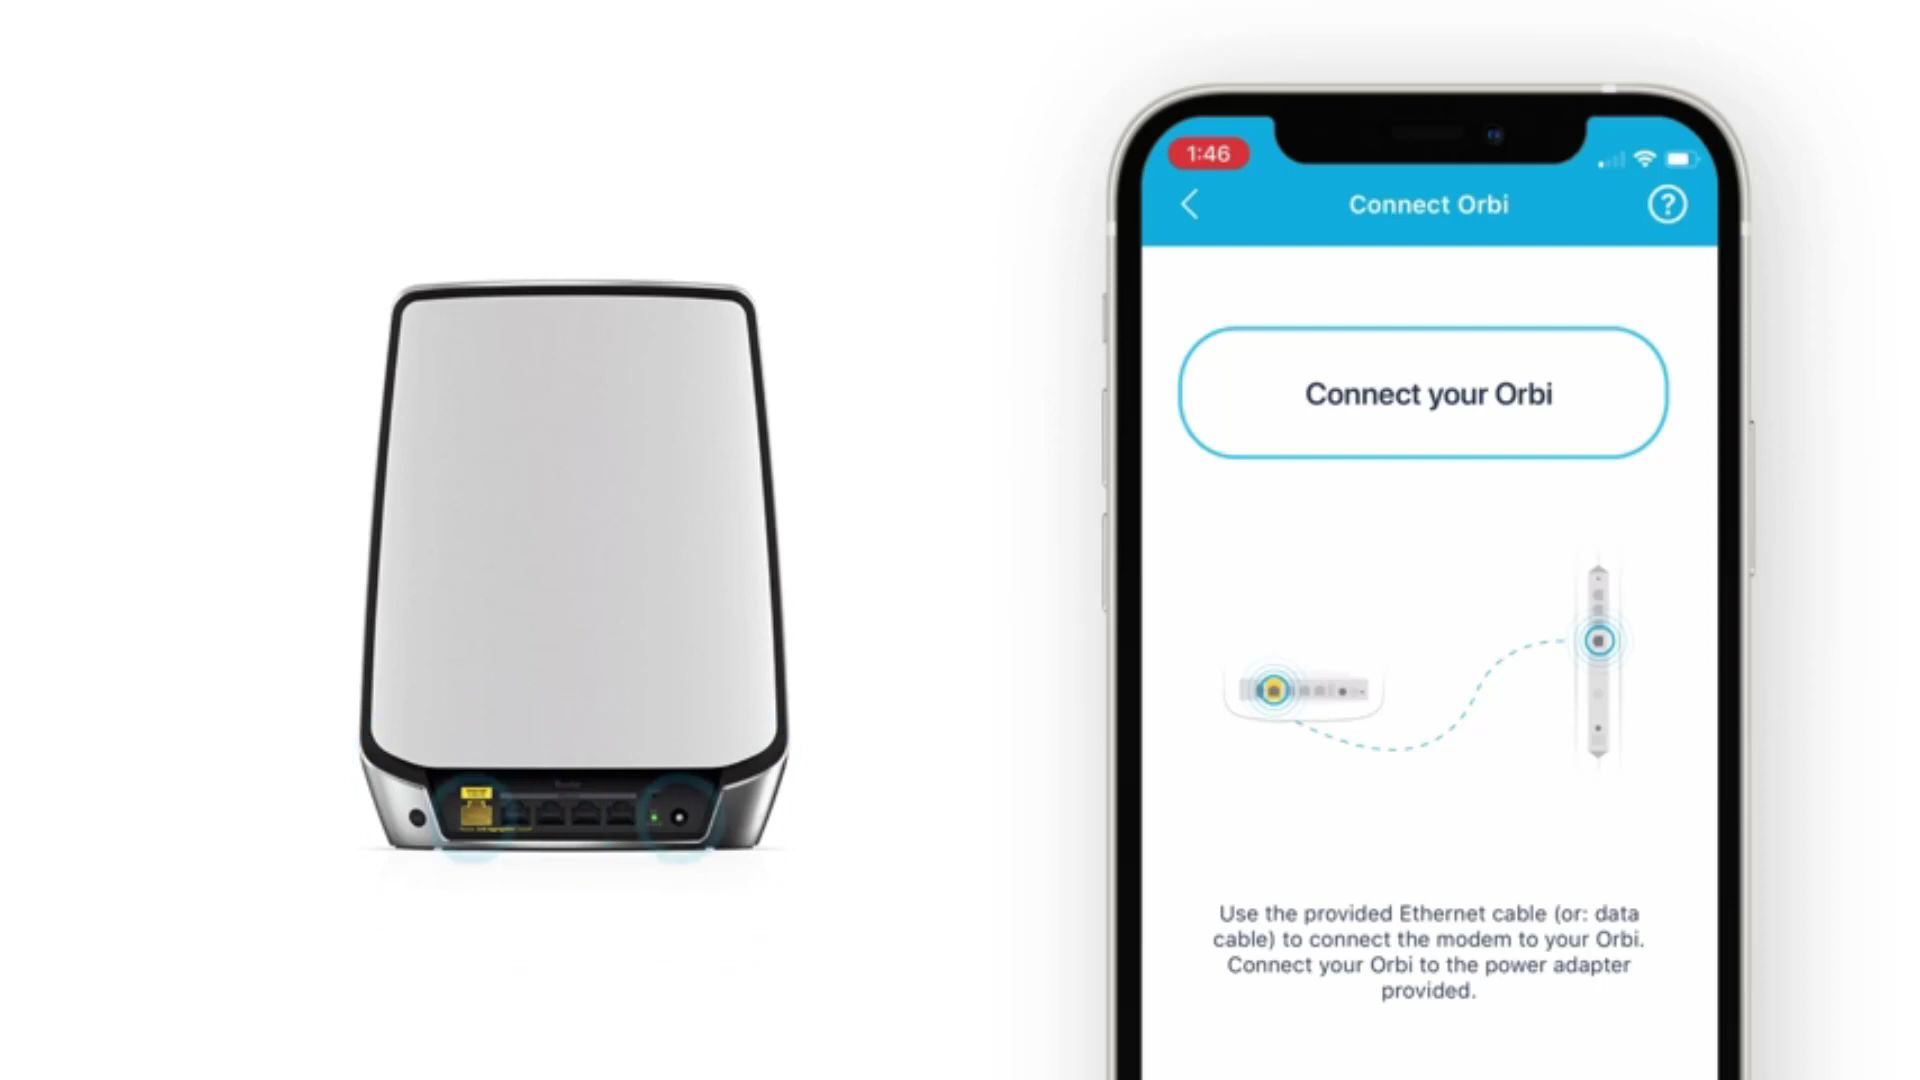 1:46
Connect Orbi
?
Connect your Orbi
Use the provided Ethernet cable (or: data
cable) to connect the modem to your Orbi.
Connect your Orbi to the power adapter
provided.